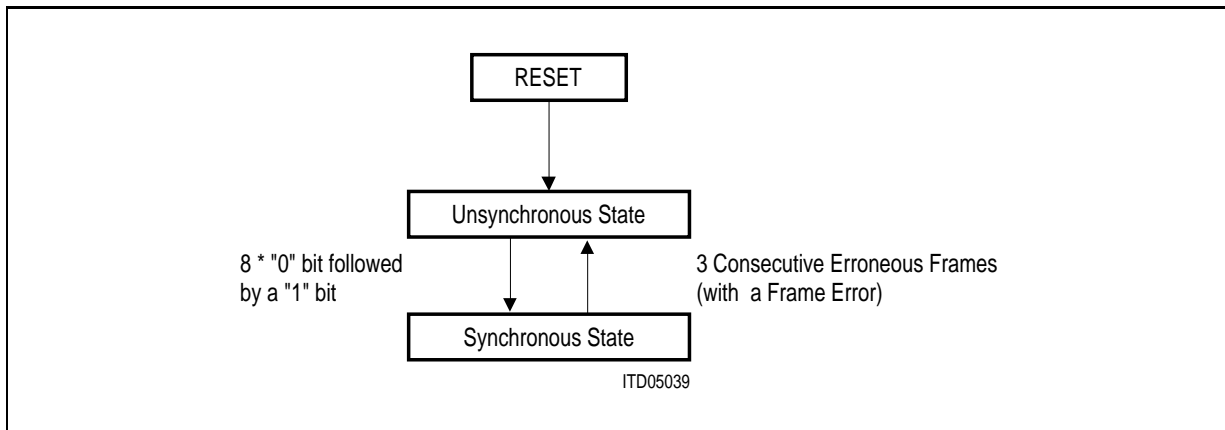 RESET
Unsynchronous State
8 * "0" bit followed
by a "1" bit
3 Consecutive Erroneous Frames
(with a Frame Error)
Synchronous State
ITD05039